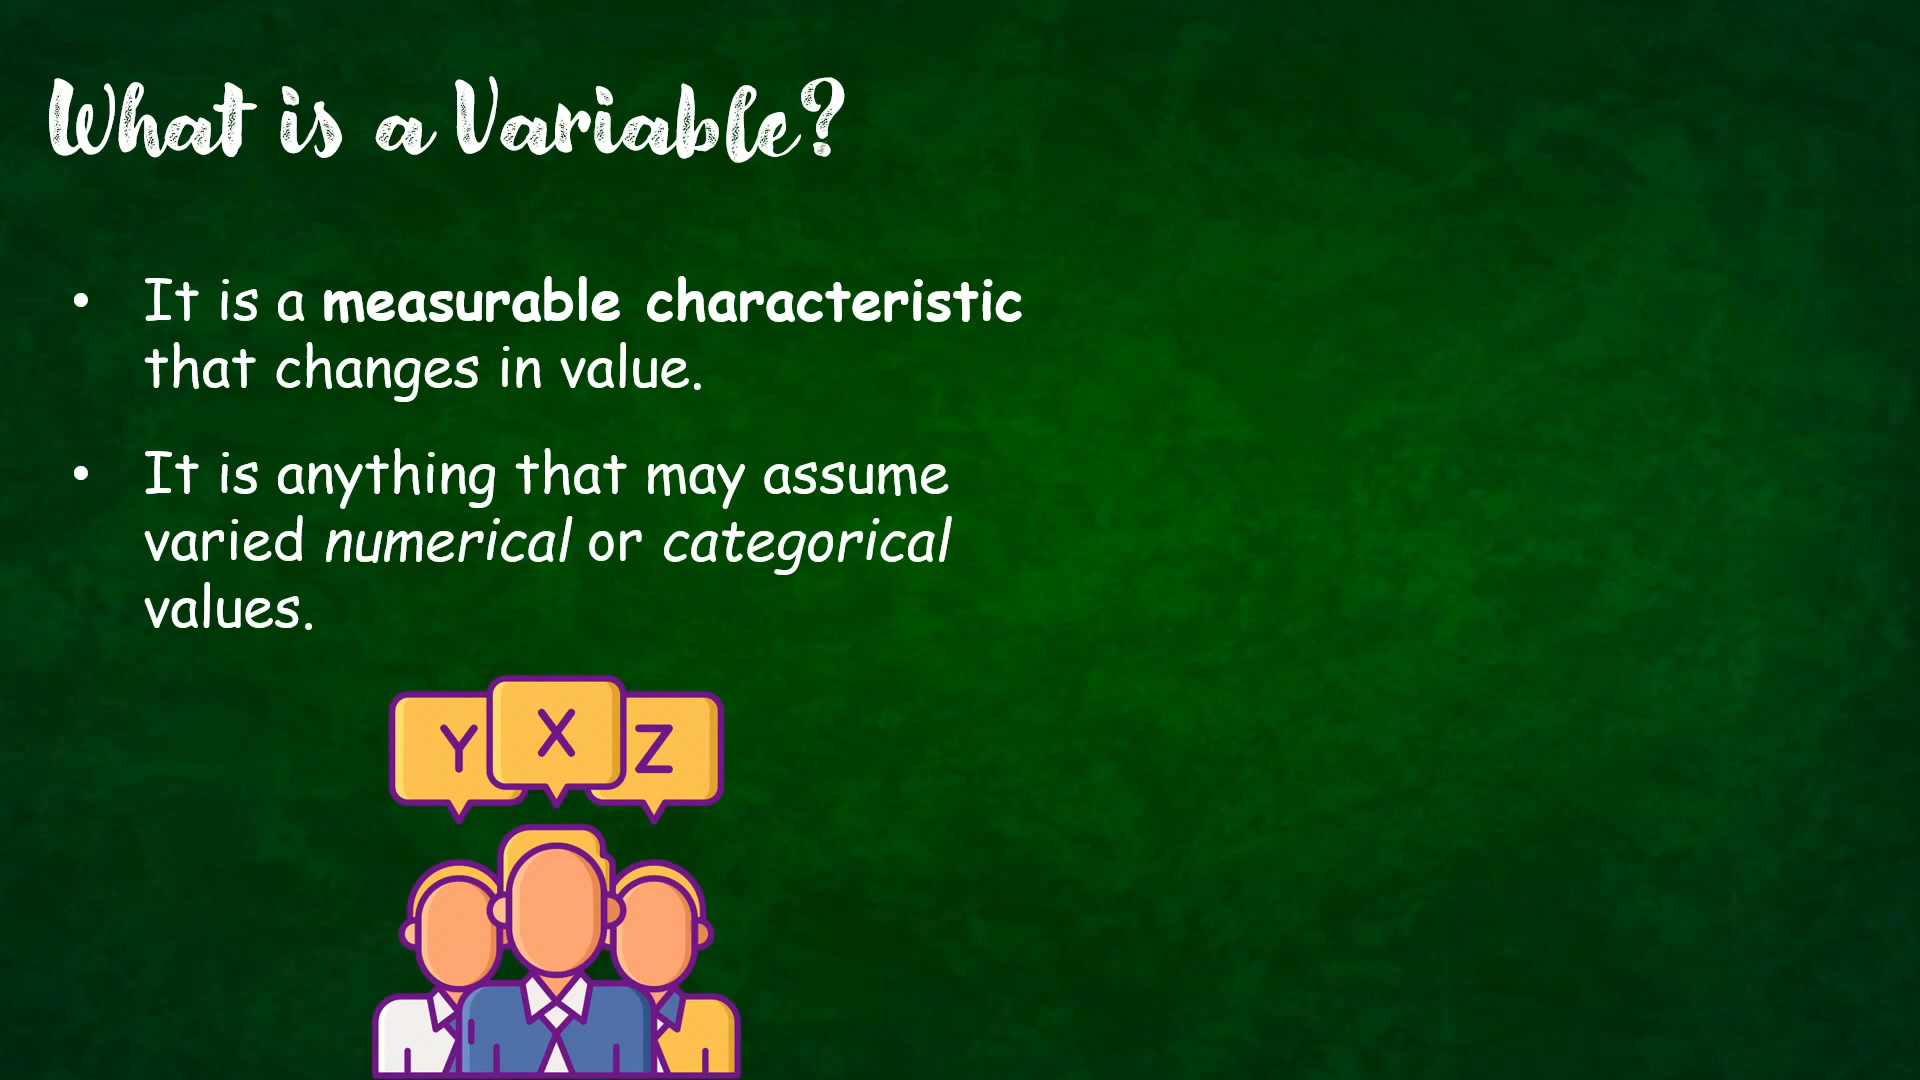 What is a Variable?
• It is a measurable characteristic
that changes in value.
• It is anything that may assume
varied numerical or categorical
values.
Y X Z